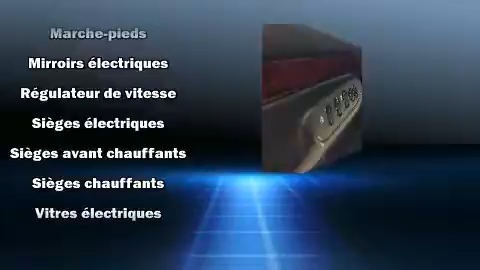 Marche-pieds
Mirroirs électriques
Régulateur de vitesse
Sièges électriques
Sièges avant chauffants
Sièges chauffants
Vitres électriques